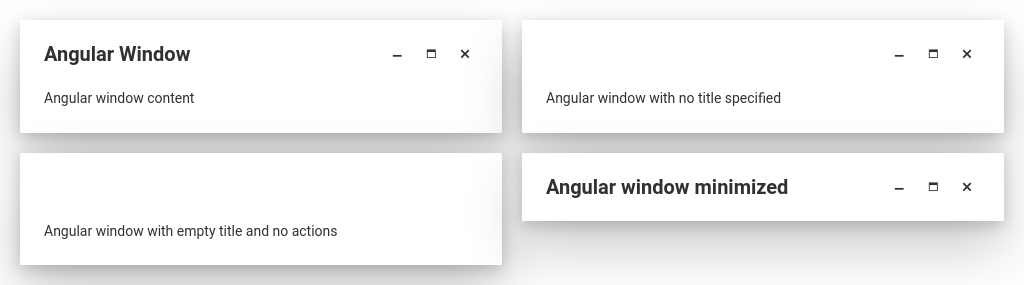 Angular Window
Angular window content
Angular window with no title specified
Angular window with empty title and no actions
Angular window minimized